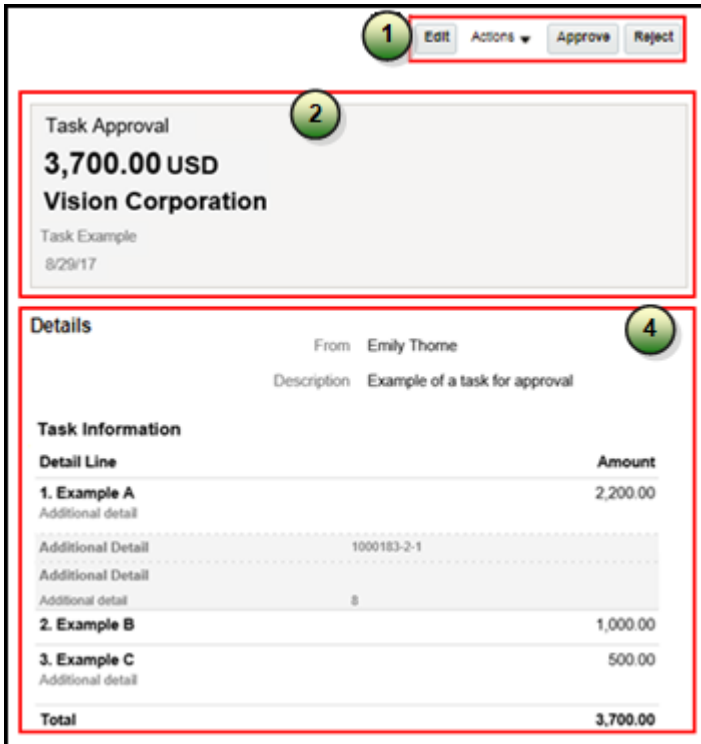 1 Edit Actions Approve Reject
2
Task Approval
3,700.00 USD
Vision Corporation
Task Example
8/29/17
Details
4
From Emily Thorne
Description Example of a task for approval
Task Information
Detail Line Amount
1. Example A 2,200.00
Additional detail
Additional Detail 1000183-2-1
Additional Detail
Additional detail 8
2. Example B 1,000.00
3. Example C 500.00
Additional detail
Total 3,700.00